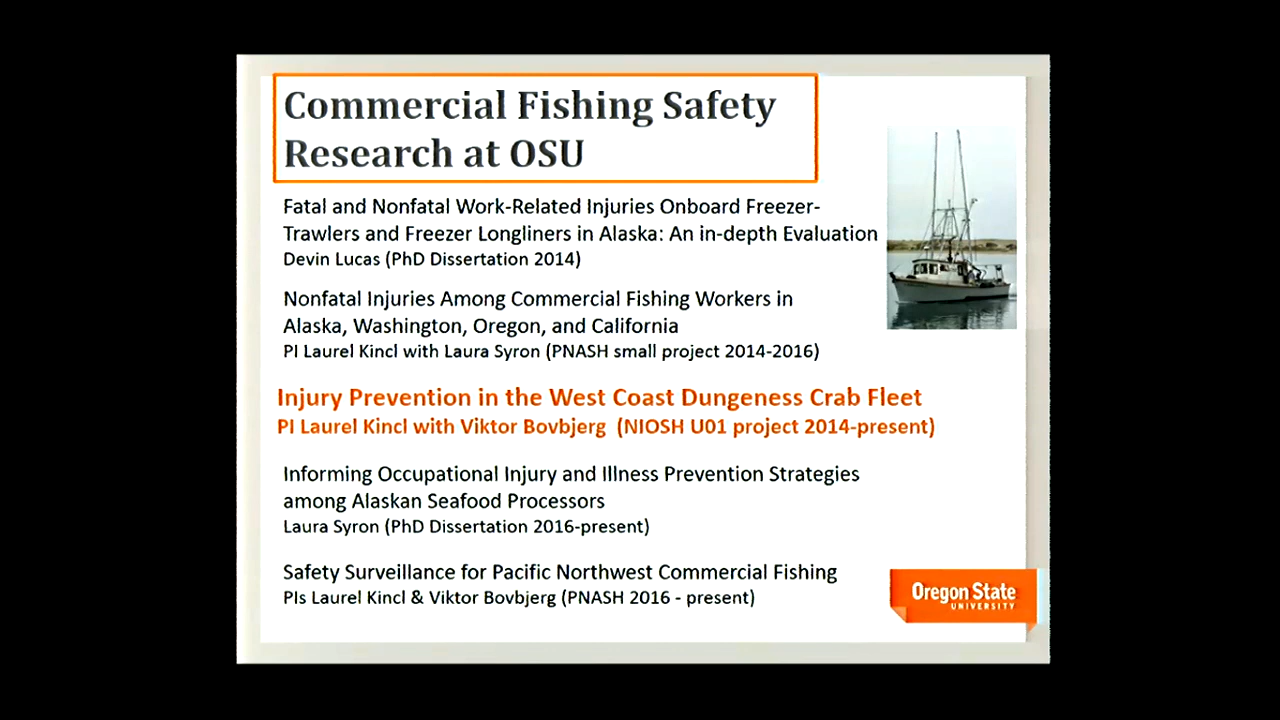 Commercial Fishing Safety
Research at OSU
Fatal and Nonfatal Work-Related Injuries Onboard Freezer-
Trawlers and Freezer Longliners in Alaska: An in-depth Evaluation
Devin Lucas (PhD Dissertation 2014)
Nonfatal Injuries Among Commercial Fishing Workers in
Alaska, Washington, Oregon, and California
PI Laurel Kincl with Laura Syron (PNASH small project 2014-2016)
Injury Prevention in the West Coast Dungeness Crab Fleet
PI Laurel Kincl with Viktor Bovbjerg (NIOSH U01 project 2014-present)
Informing Occupational Injury and Illness Prevention Strategies
among Alaskan Seafood Processors
Laura Syron (PhD Dissertation 2016-present)
Safety Surveillance for Pacific Northwest Commercial Fishing
PIs Laurel Kincl & Viktor Bovbjerg (PNASH 2016 - present)
Oregon State
UNIVERSITY